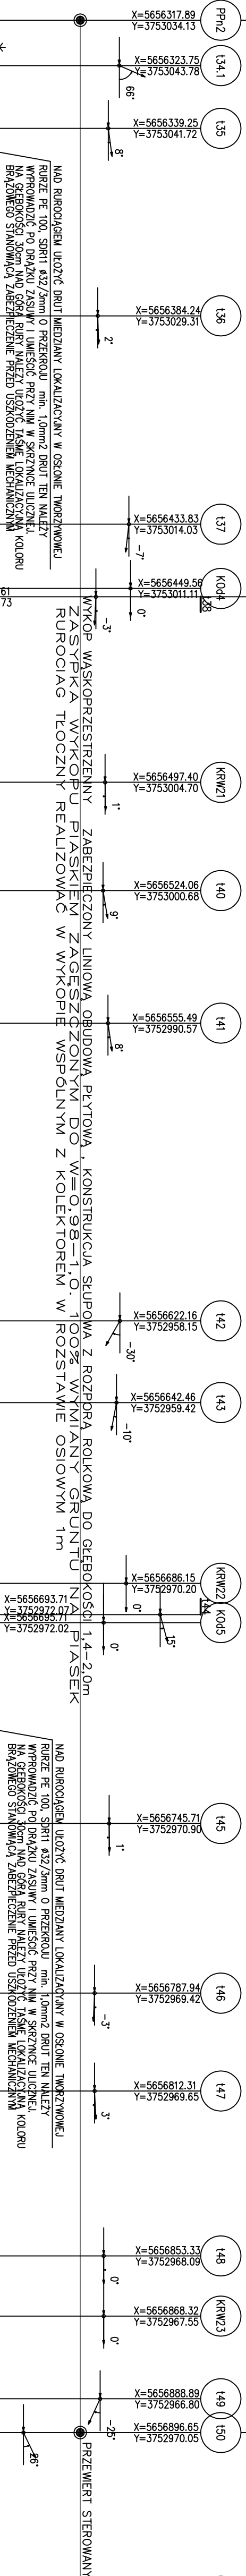 PPn2
X=5656317.89
Y=3753034.13
t34.1
X=5656323.75
Y=3753043.78
66°
t35
X=5656339.25
Y=3753041.72
8°
NAD RUROCIĄGIEM UŁOŻYĆ DRUT MIEDZIANY LOKALIZACYJNY W OSŁONIE TWORZYWOWEJ
RURZE PE 100, SDR11 ø32/3mm O PRZEKROJU min. 1,0mm2 DRUT TEN NALEŻY
WYPROWADZIĆ PO DRĄŻKU ZASUWY I UMIEŚCIĆ PRZY NIM W SKRZYNCE ULICZNEJ.
NA GŁĘBOKOŚCI 30cm NAD GÓRĄ RURY NALEŻY UŁOŻYĆ TAŚMĘ LOKALIZACYJNĄ KOLORU
BRĄZOWEGO STANOWIĄCĄ ZABEZPIECZENIE PRZED USZKODZENIEM MECHANICZNYM
t36
X=5656384.24
Y=3753029.31
2°
t37
X=5656433.83
Y=3753014.03
-7°
KOd4
X=5656449.56
Y=3753011.11
0°
t38
-3°
61
73
WYKOP WĄSKOPRZESTRZENNY ZABEZPIECZONY LINIOWĄ OBUDOWĄ PŁYTOWĄ , KONSTRUKCJA SŁUPOWA Z ROZPORĄ ROLKOWĄ DO GŁĘBOKOŚCI 1,4-2,0m
ZASYPKA WYKOPU PIASKIEM ZAGĘSZCZONYM DO W=0,98-1,0. 100% WYMIANY GRUNTU NA PIASEK
RUROCIĄG TŁOCZNY REALIZOWAĆ W WYKOPIE WSPÓLNYM Z KOLEKTOREM W ROZSTAWIE OSIOWYM 1m
KRW21
X=5656497.40
Y=3753004.70
1°
t40
X=5656524.06
Y=3753000.68
9°
t41
X=5656555.49
Y=3752990.57
8°
t42
X=5656622.16
Y=3752958.15
-30°
t43
X=5656642.46
Y=3752959.42
-10°
KRW22
X=5656686.15
Y=3752970.20
0°
t44
X=5656693.71
Y=3752972.07
15°
KOd5
X=5656695.71
Y=3752972.02
0°
NAD RUROCIĄGIEM UŁOŻYĆ DRUT MIEDZIANY LOKALIZACYJNY W OSŁONIE TWORZYWOWEJ
RURZE PE 100, SDR11 ø32/3mm O PRZEKROJU min. 1,0mm2 DRUT TEN NALEŻY
WYPROWADZIĆ PO DRĄŻKU ZASUWY I UMIEŚCIĆ PRZY NIM W SKRZYNCE ULICZNEJ.
NA GŁĘBOKOŚCI 30cm NAD GÓRĄ RURY NALEŻY UŁOŻYĆ TAŚMĘ LOKALIZACYJNĄ KOLORU
BRĄZOWEGO STANOWIĄCĄ ZABEZPIECZENIE PRZED USZKODZENIEM MECHANICZNYM
t45
X=5656745.71
Y=3752970.90
1°
t46
X=5656787.94
Y=3752969.42
-3°
t47
X=5656812.31
Y=3752969.65
3°
t48
X=5656853.33
Y=3752968.09
0°
KRW23
X=5656868.32
Y=3752967.55
0°
t49
X=5656888.89
Y=3752966.80
-25°
t50
X=5656896.65
Y=3752970.05
26°
PRZEWIERT STEROWANY